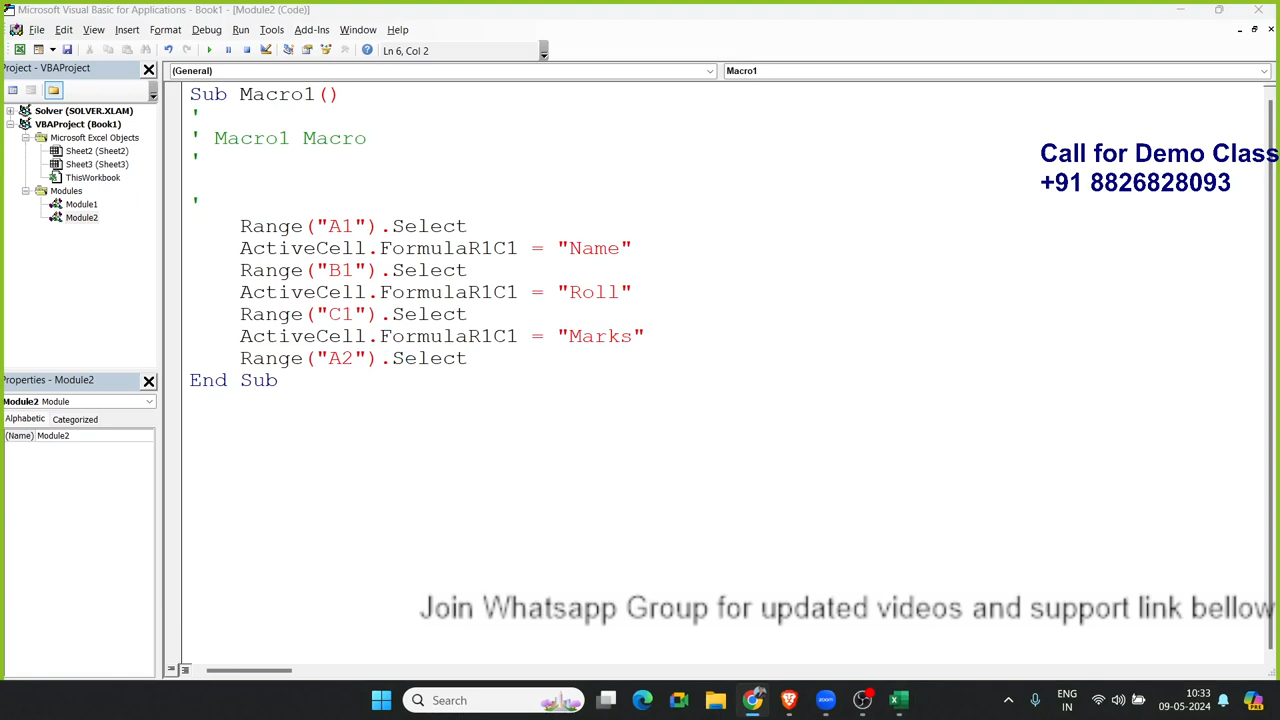 Microsoft Visual Basic for Applications - Book1 - [Module2 (Code)]
File Edit View Insert Format Debug Run Tools Add-Ins Window Help
Ln 6, Col 2
Project - VBAProject
(General)
Macro1
Solver (SOLVER.XLAM)
VBAProject (Book1)
Microsoft Excel Objects
Sheet2 (Sheet2)
Sheet3 (Sheet3)
ThisWorkbook
Modules
Module1
Module2
Sub Macro1()
'
' Macro1 Macro
'
'
Range("A1").Select
ActiveCell.FormulaR1C1 = "Name"
Range("B1").Select
ActiveCell.FormulaR1C1 = "Roll"
Range("C1").Select
ActiveCell.FormulaR1C1 = "Marks"
Range("A2").Select
End Sub
Call for Demo Class
+91 8826828093
Properties - Module2
Module2 Module
Alphabetic Categorized
(Name) Module2
Join Whatsapp Group for updated videos and support link bellow
Search
zoom
ENG
IN
10:33
09-05-2024